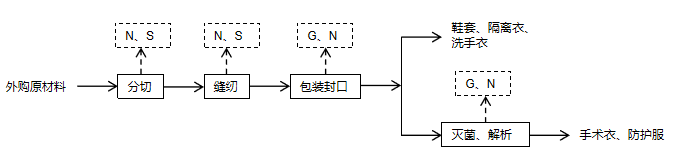 N、S
N、S
G、N
鞋套、隔离衣、
洗手衣
外购原材料
分切
缝纫
包装封口
G、N
灭菌、解析
手术衣、防护服